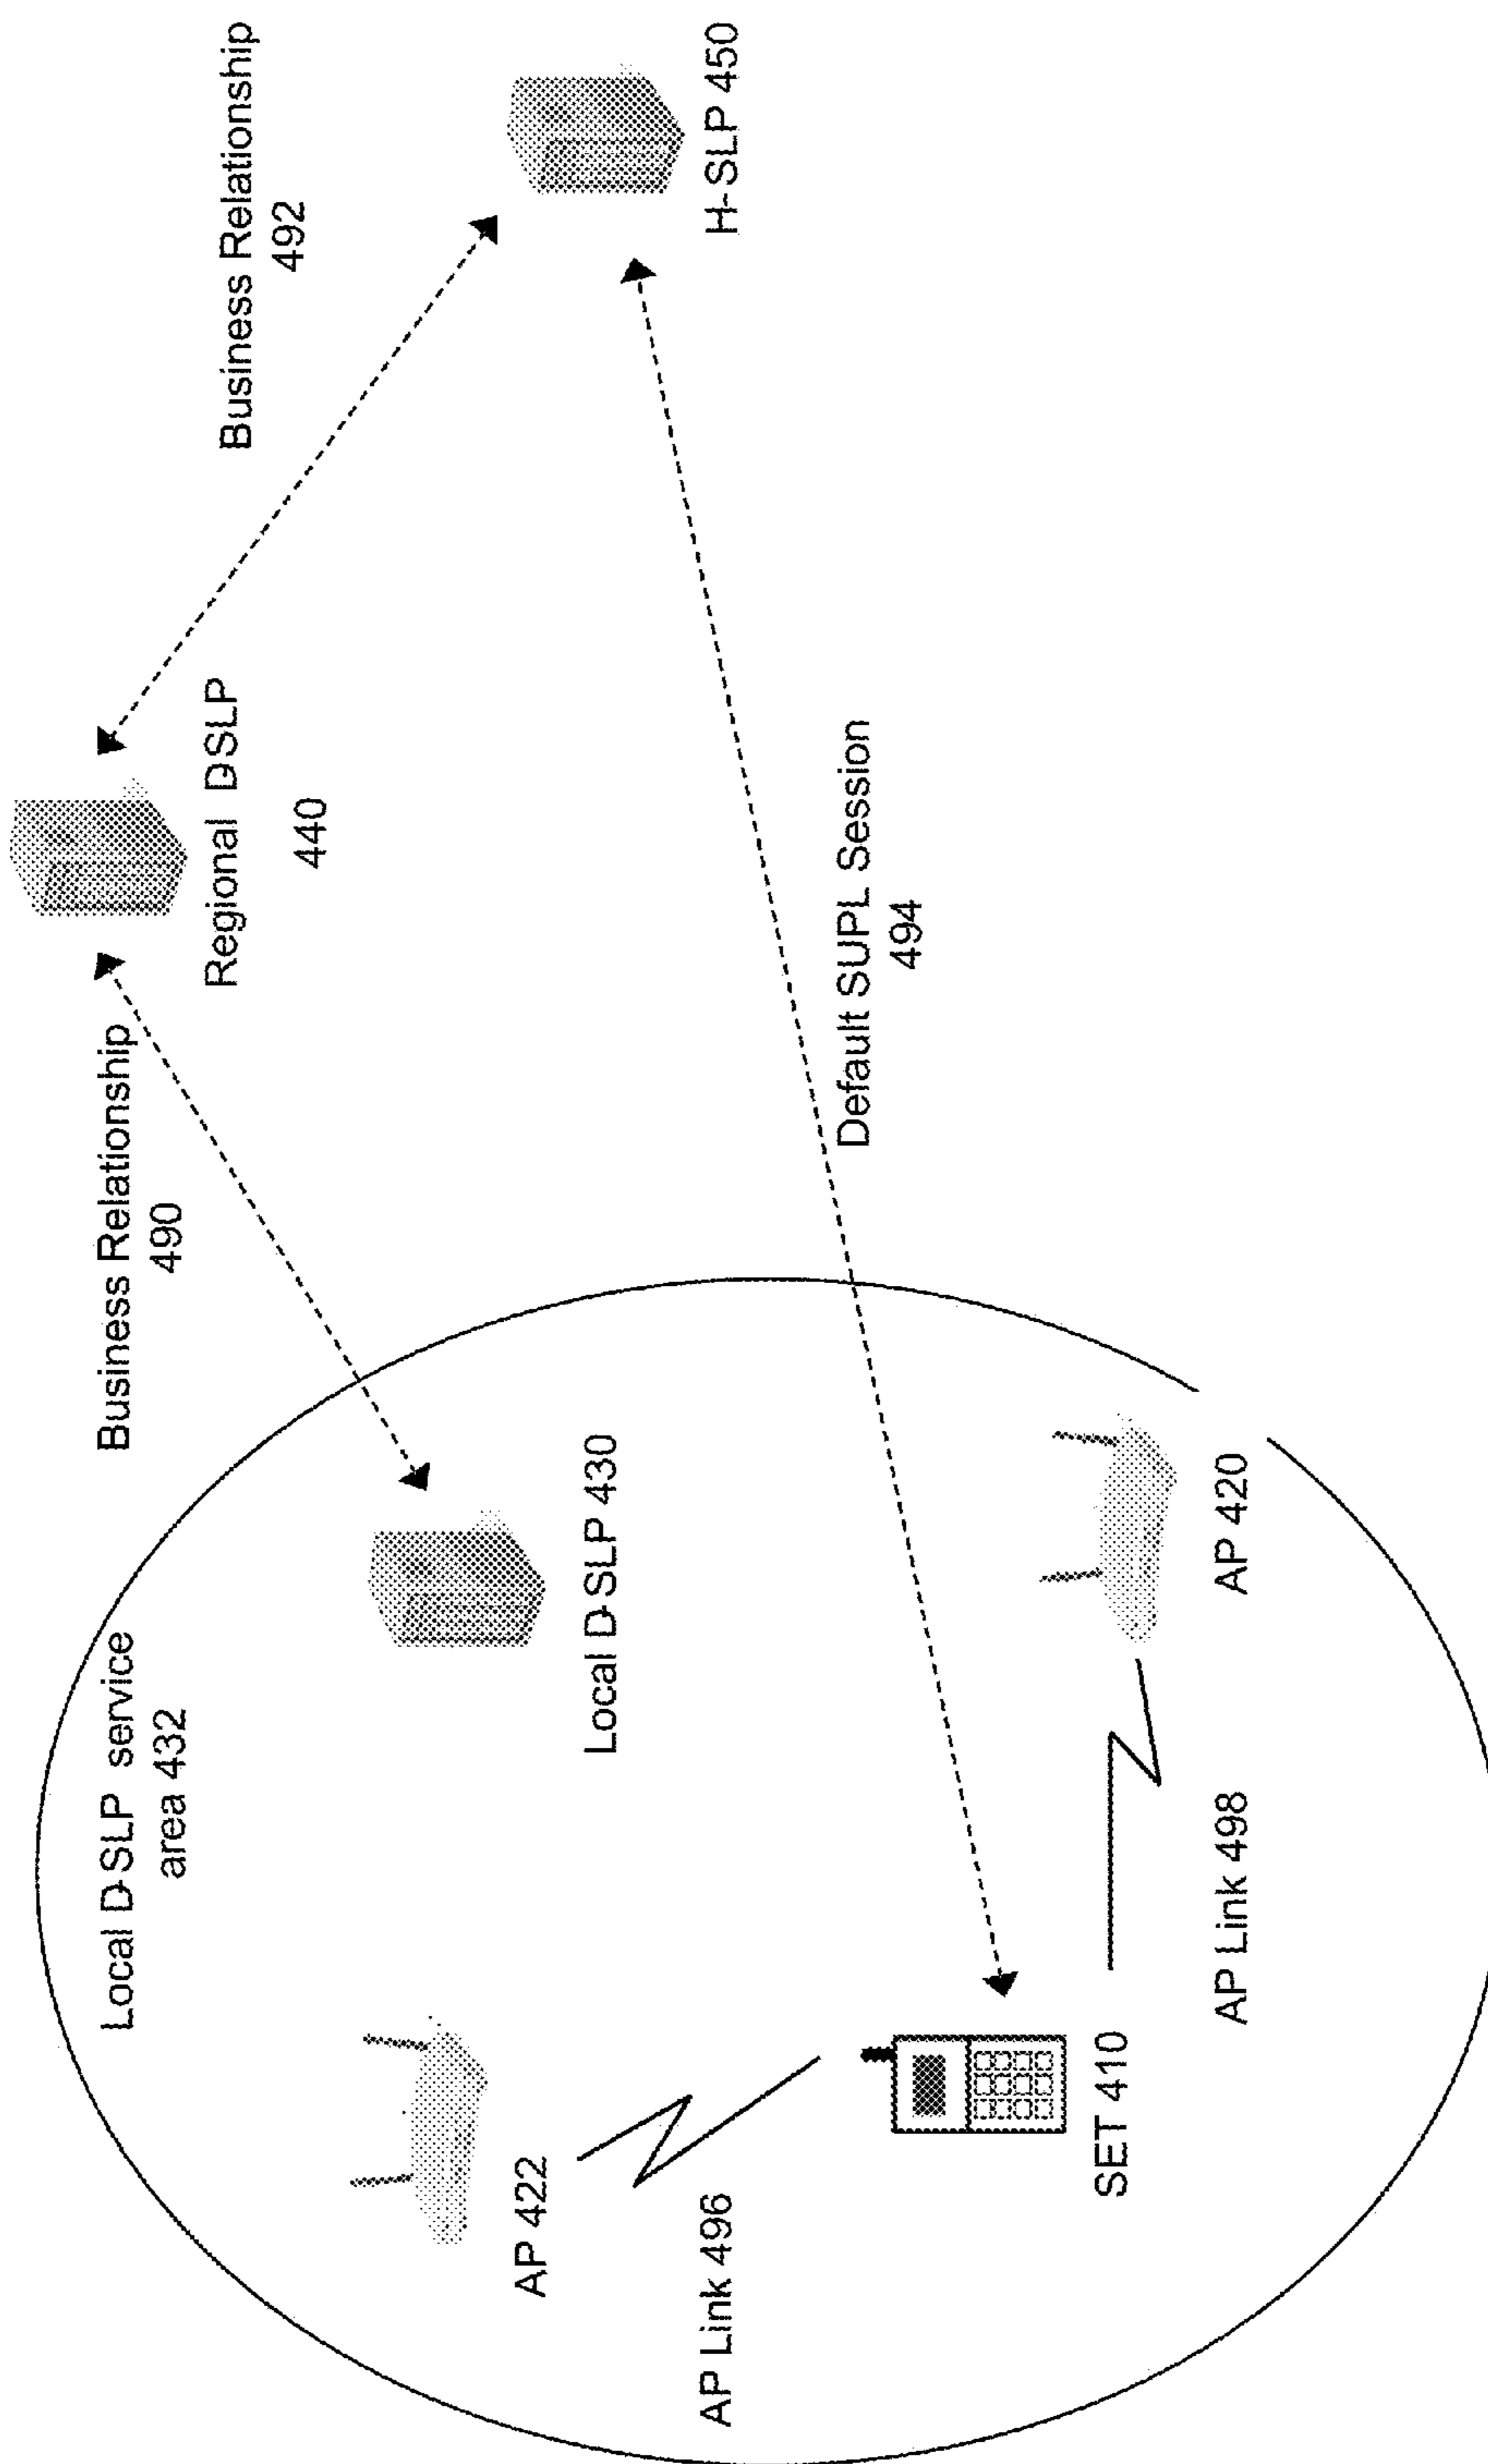 Local D-SLP service
area 432
Business Relationship
490
Regional D-SLP
440
Business Relationship
492
H-SLP 450
Local D-SLP 430
AP 422
AP Link 496
SET 410
AP Link 498
AP 420
Default SUPL Session
494